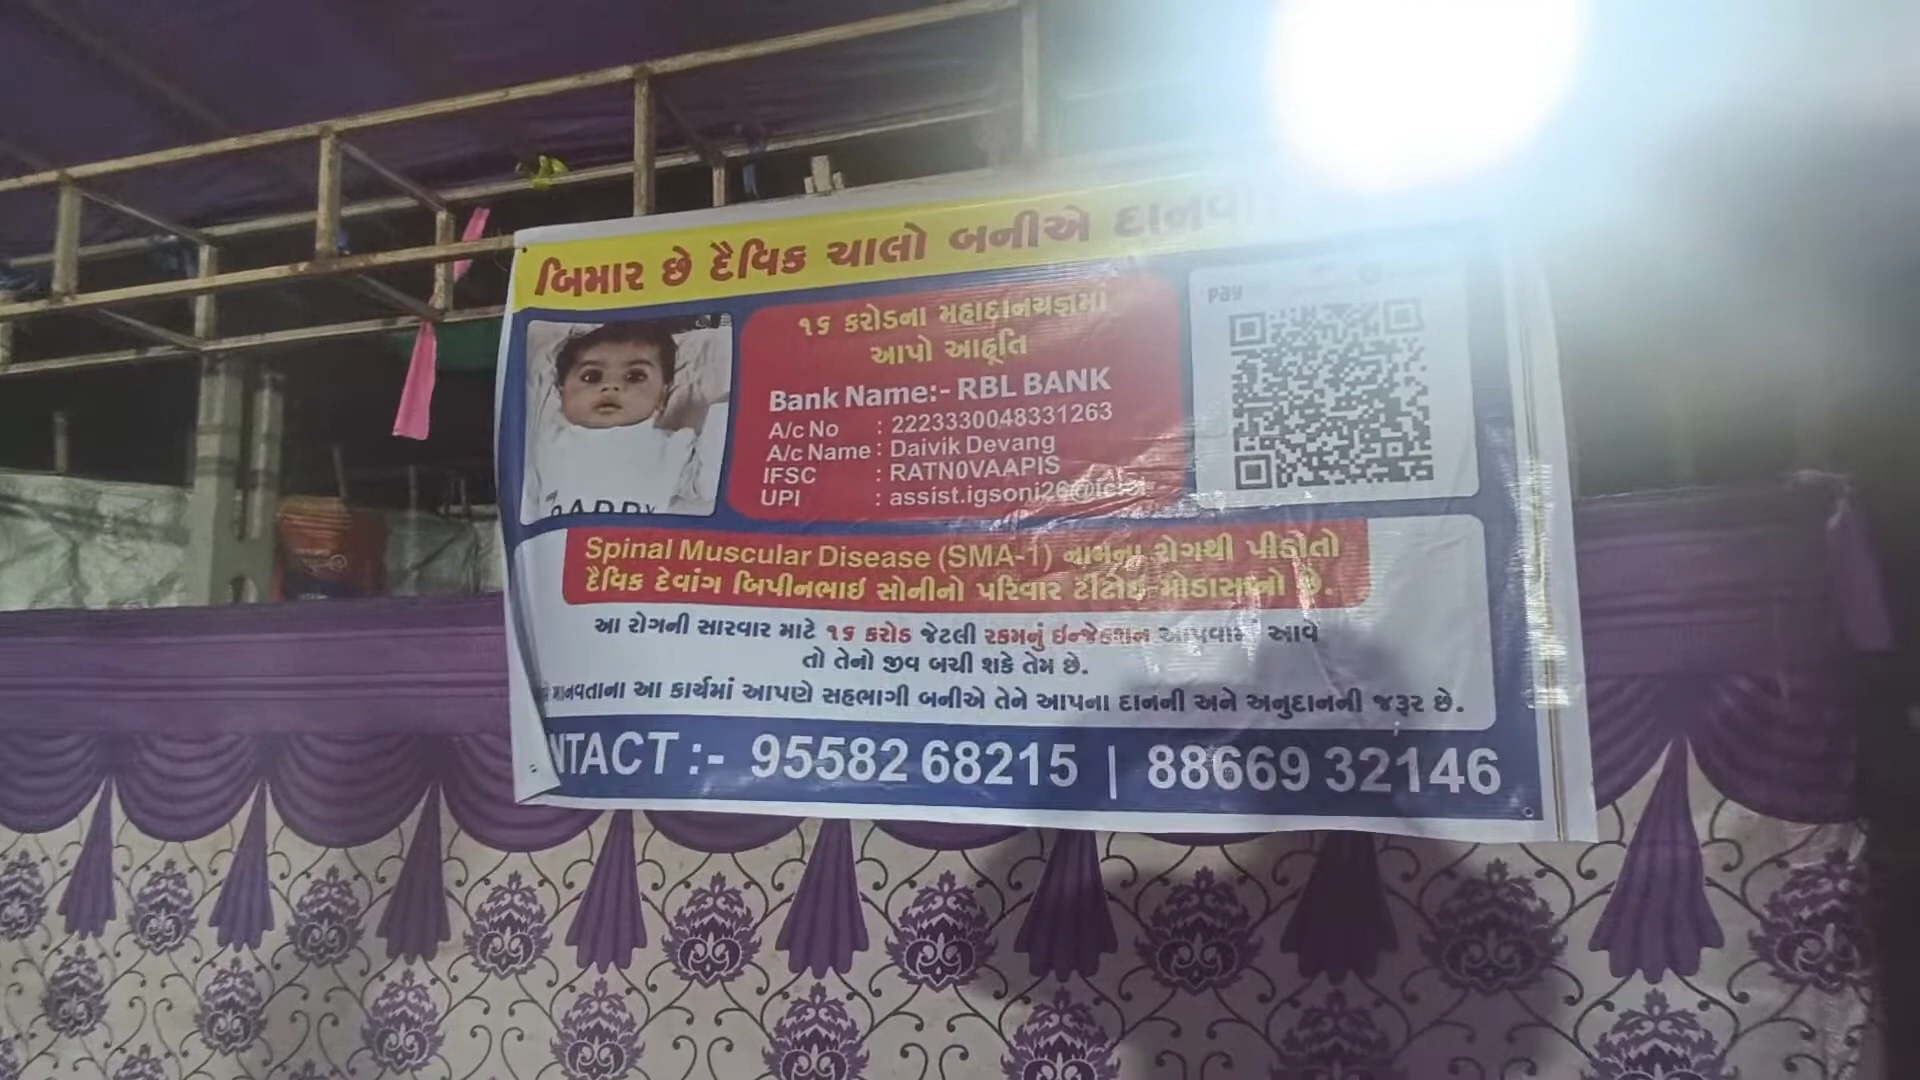 બિમાર છે દૈવિક ચાલો બનીએ દાનવી
૧૬ કરોડના મહાદાનયજ્ઞમાં
આપો આહૂતિ
Bank Name:- RBL BANK
A/c No : 2223330048331263
A/c Name : Daivik Devang
IFSC : RATN0VAAPIS
UPI : assist.igsoni26@icici
Pay
Spinal Muscular Disease (SMA-1) નામના રોગથી પીડીતો
દૈવિક દેવાંગ બિપીનભાઇ સોનીનો પરિવાર ટીંટોઇ-મોડાસાનો છે.
આ રોગની સારવાર માટે ૧૬ કરોડ જેટલી રકમનું ઇન્જેક્શન આપવામાં આવે
તો તેનો જીવ બચી શકે તેમ છે.
માનવતાના આ કાર્યમાં આપણે સહભાગી બનીએ તેને આપના દાનની અને અનુદાનની જરૂર છે.
NTACT :- 95582 68215 | 88669 32146